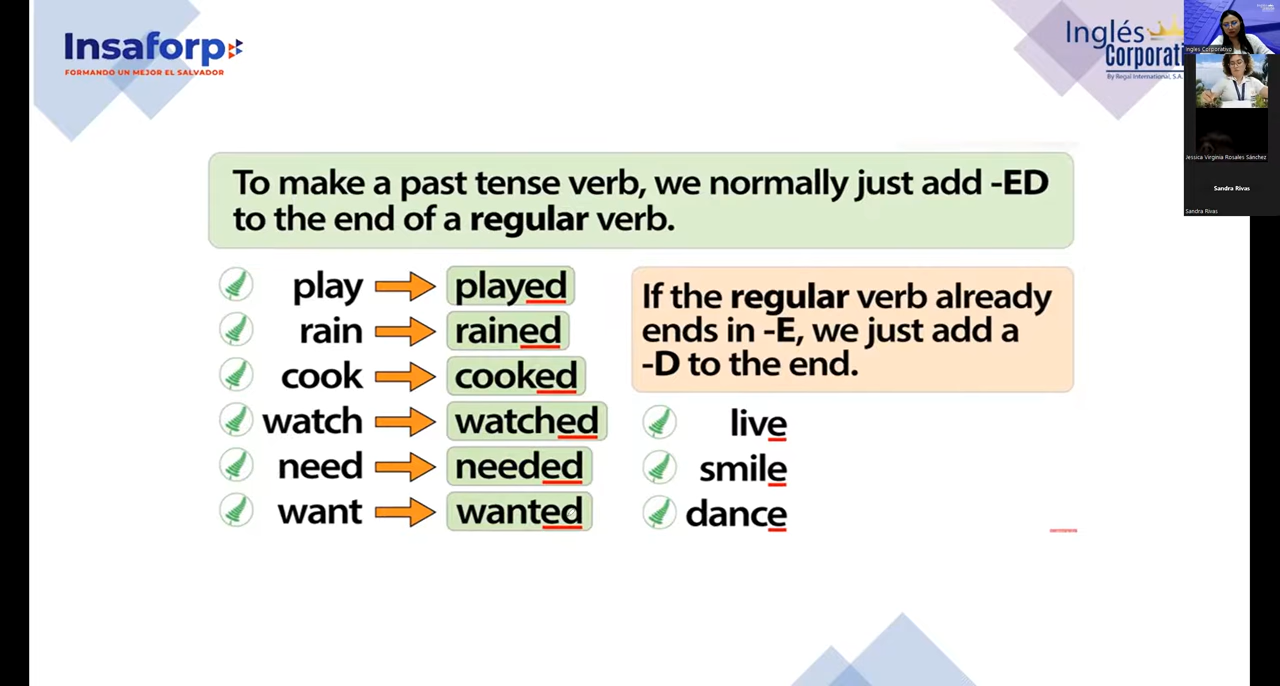 Insaforp
FORMANDO UN MEJOR EL SALVADOR
Inglés
Corporati
By Regal International, S.A.
Ingles Corporativo
Jessica Virginia Rosales Sánchez
Sandra Rivas
Sandra Rivas
To make a past tense verb, we normally just add -ED
to the end of a regular verb.
play played
rain rained
cook cooked
watch watched
need needed
want wanted
If the regular verb already
ends in -E, we just add a
-D to the end.
live
smile
dance